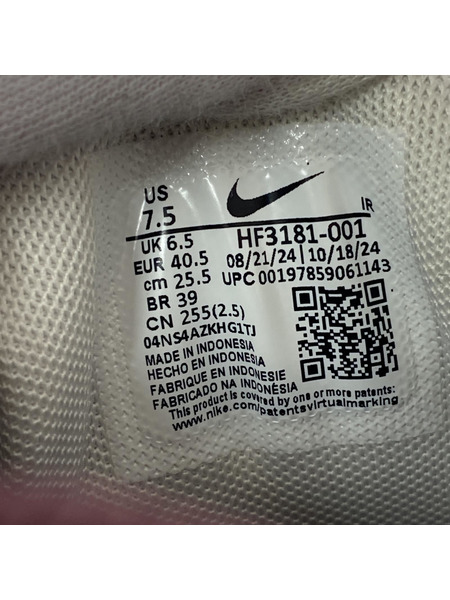 US
7.5
IR
UK 6.5
HF3181-001
EUR 40.5
08/21/24 | 10/18/24
cm 25.5
UPC 00197859061143
BR 39
CN 255(2.5)
04NS4AZKHG1TJ
MADE IN INDONESIA
HECHO EN INDONESIA
FABRIQUE EN INDONESIE
FABRICADO NA INDONÉSIA
This product is covered by one or more patents:
www.nike.com/patentsvirtualmarking